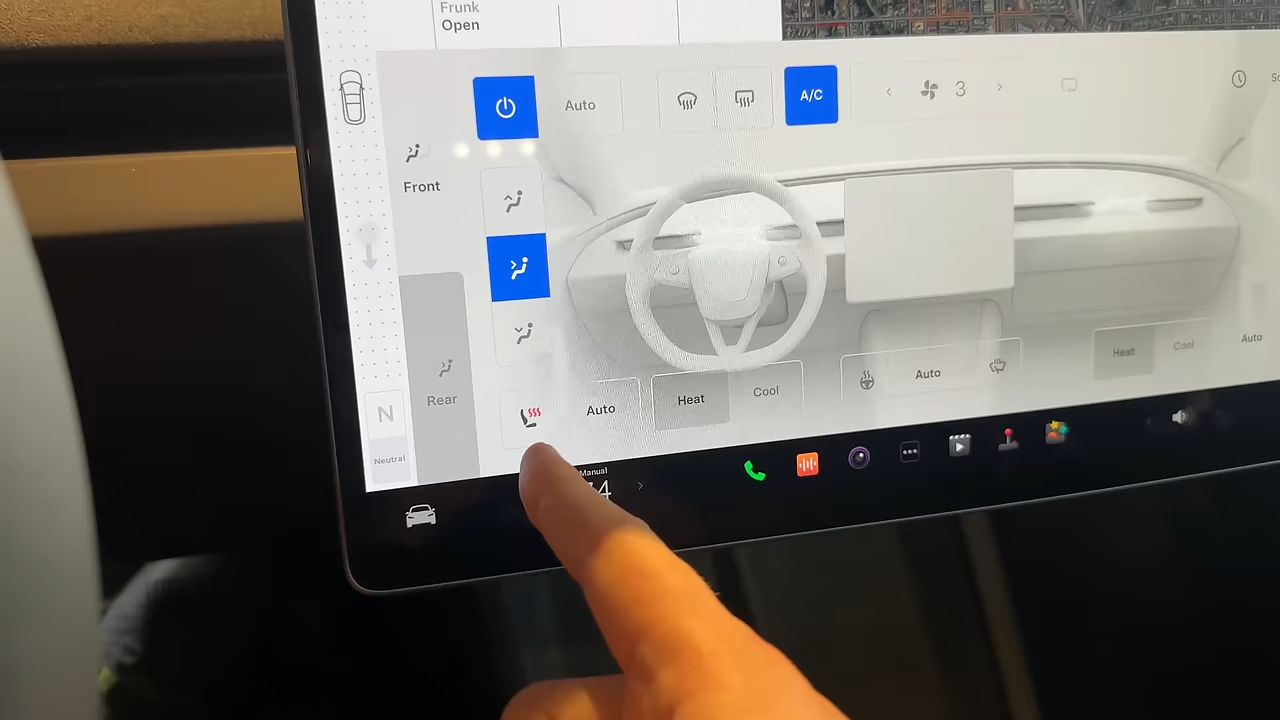 Frunk
Open
Auto
A/C
3
Front
Rear
N
Neutral
Auto
Heat
Cool
Auto
Heat
Cool
Auto
Manual